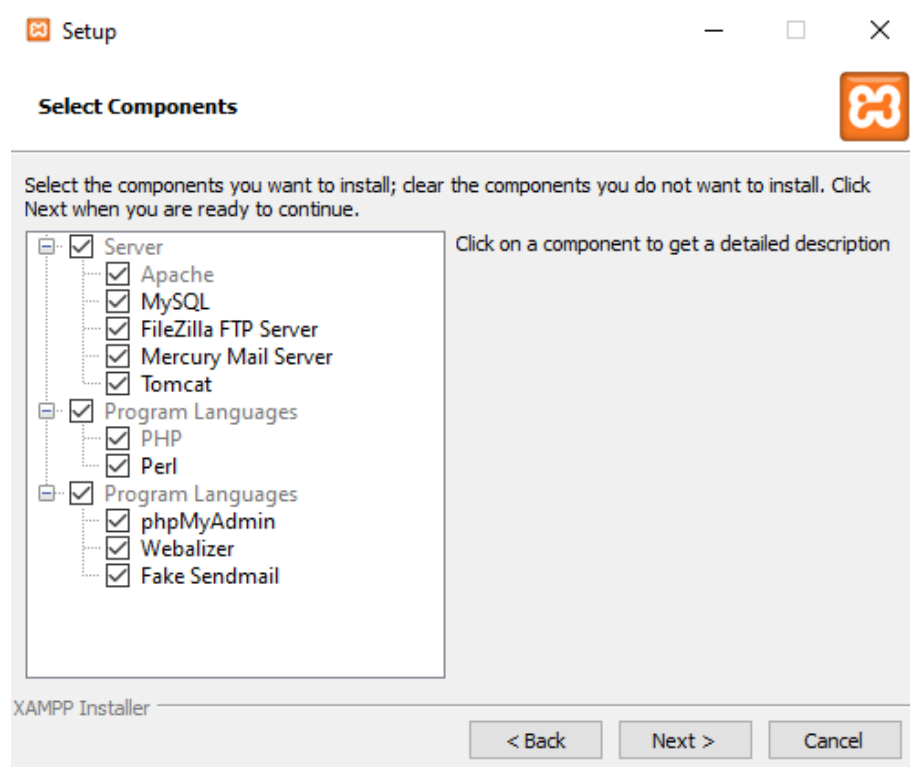 Setup
Select Components
Select the components you want to install; clear the components you do not want to install. Click
Next when you are ready to continue.
Server
Apache
MySQL
FileZilla FTP Server
Mercury Mail Server
Tomcat
Program Languages
PHP
Perl
Program Languages
phpMyAdmin
Webalizer
Fake Sendmail
Click on a component to get a detailed description
XAMPP Installer
< Back
Next >
Cancel